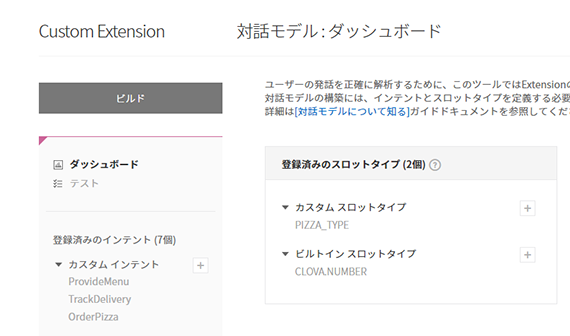 Custom Extension
対話モデル : ダッシュボード
ビルド
ダッシュボード
テスト
登録済みのインテント (7個)
カスタム インテント
ProvideMenu
TrackDelivery
OrderPizza
ユーザーの発話を正確に解析するために、このツールではExtensionの
対話モデルの構築には、インテントとスロットタイプを定義する必要
詳細は[対話モデルについて知る]ガイドドキュメントを参照してくだ
登録済みのスロットタイプ (2個)
カスタム スロットタイプ
PIZZA_TYPE
ビルトイン スロットタイプ
CLOVA.NUMBER